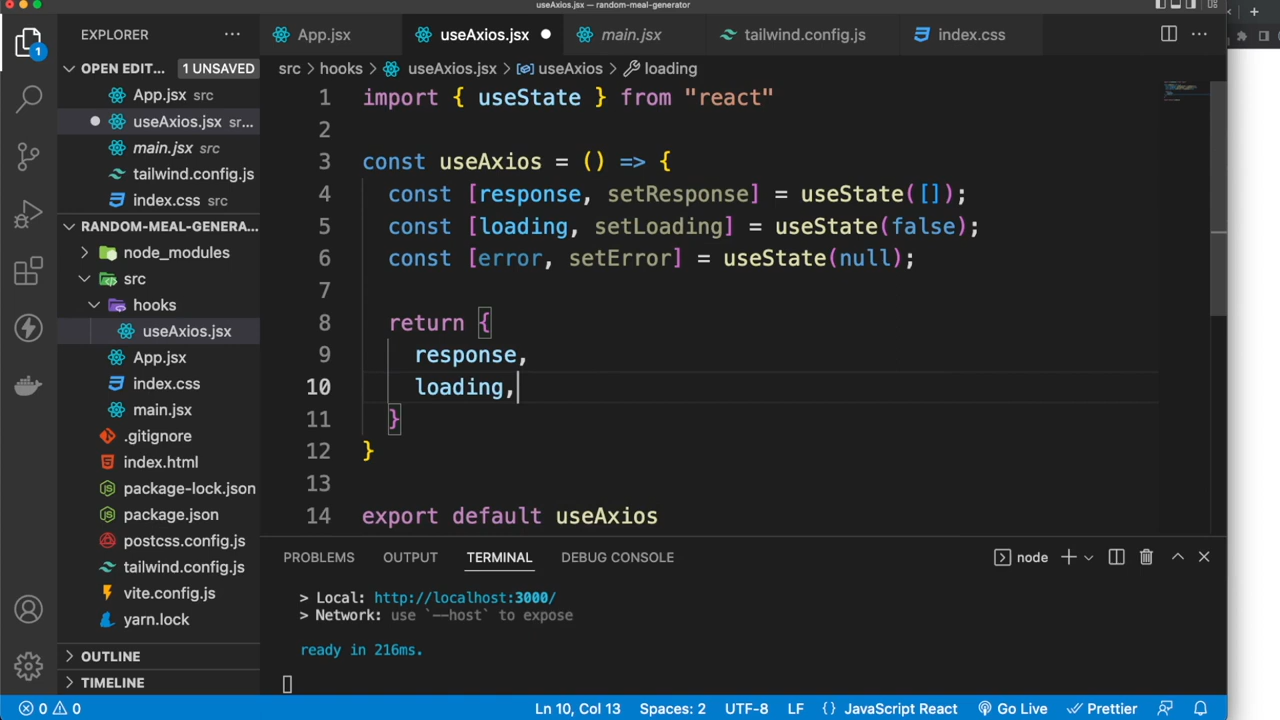 useAxios.jsx — random-meal-generator
EXPLORER
App.jsx
useAxios.jsx
main.jsx
tailwind.config.js
index.css
1
OPEN EDIT... 1 UNSAVED
App.jsx src
useAxios.jsx sr...
main.jsx src
tailwind.config.js
index.css src
RANDOM-MEAL-GENERA...
node_modules
src
hooks
useAxios.jsx
App.jsx
index.css
main.jsx
.gitignore
index.html
package-lock.json
package.json
postcss.config.js
tailwind.config.js
vite.config.js
yarn.lock
OUTLINE
TIMELINE
src > hooks > useAxios.jsx > useAxios > loading
1 import { useState } from "react"
2
3 const useAxios = () => {
4 const [response, setResponse] = useState([]);
5 const [loading, setLoading] = useState(false);
6 const [error, setError] = useState(null);
7
8 return {
9 response,
10 loading,
11 }
12 }
13
14 export default useAxios
PROBLEMS OUTPUT TERMINAL DEBUG CONSOLE node
> Local: http://localhost:3000/
> Network: use `--host` to expose
ready in 216ms.
0 0 Ln 10, Col 13 Spaces: 2 UTF-8 LF {} JavaScript React Go Live Prettier